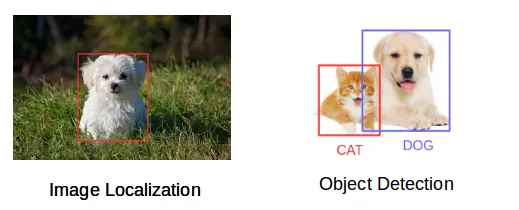 CAT
DOG
Image Localization
Object Detection